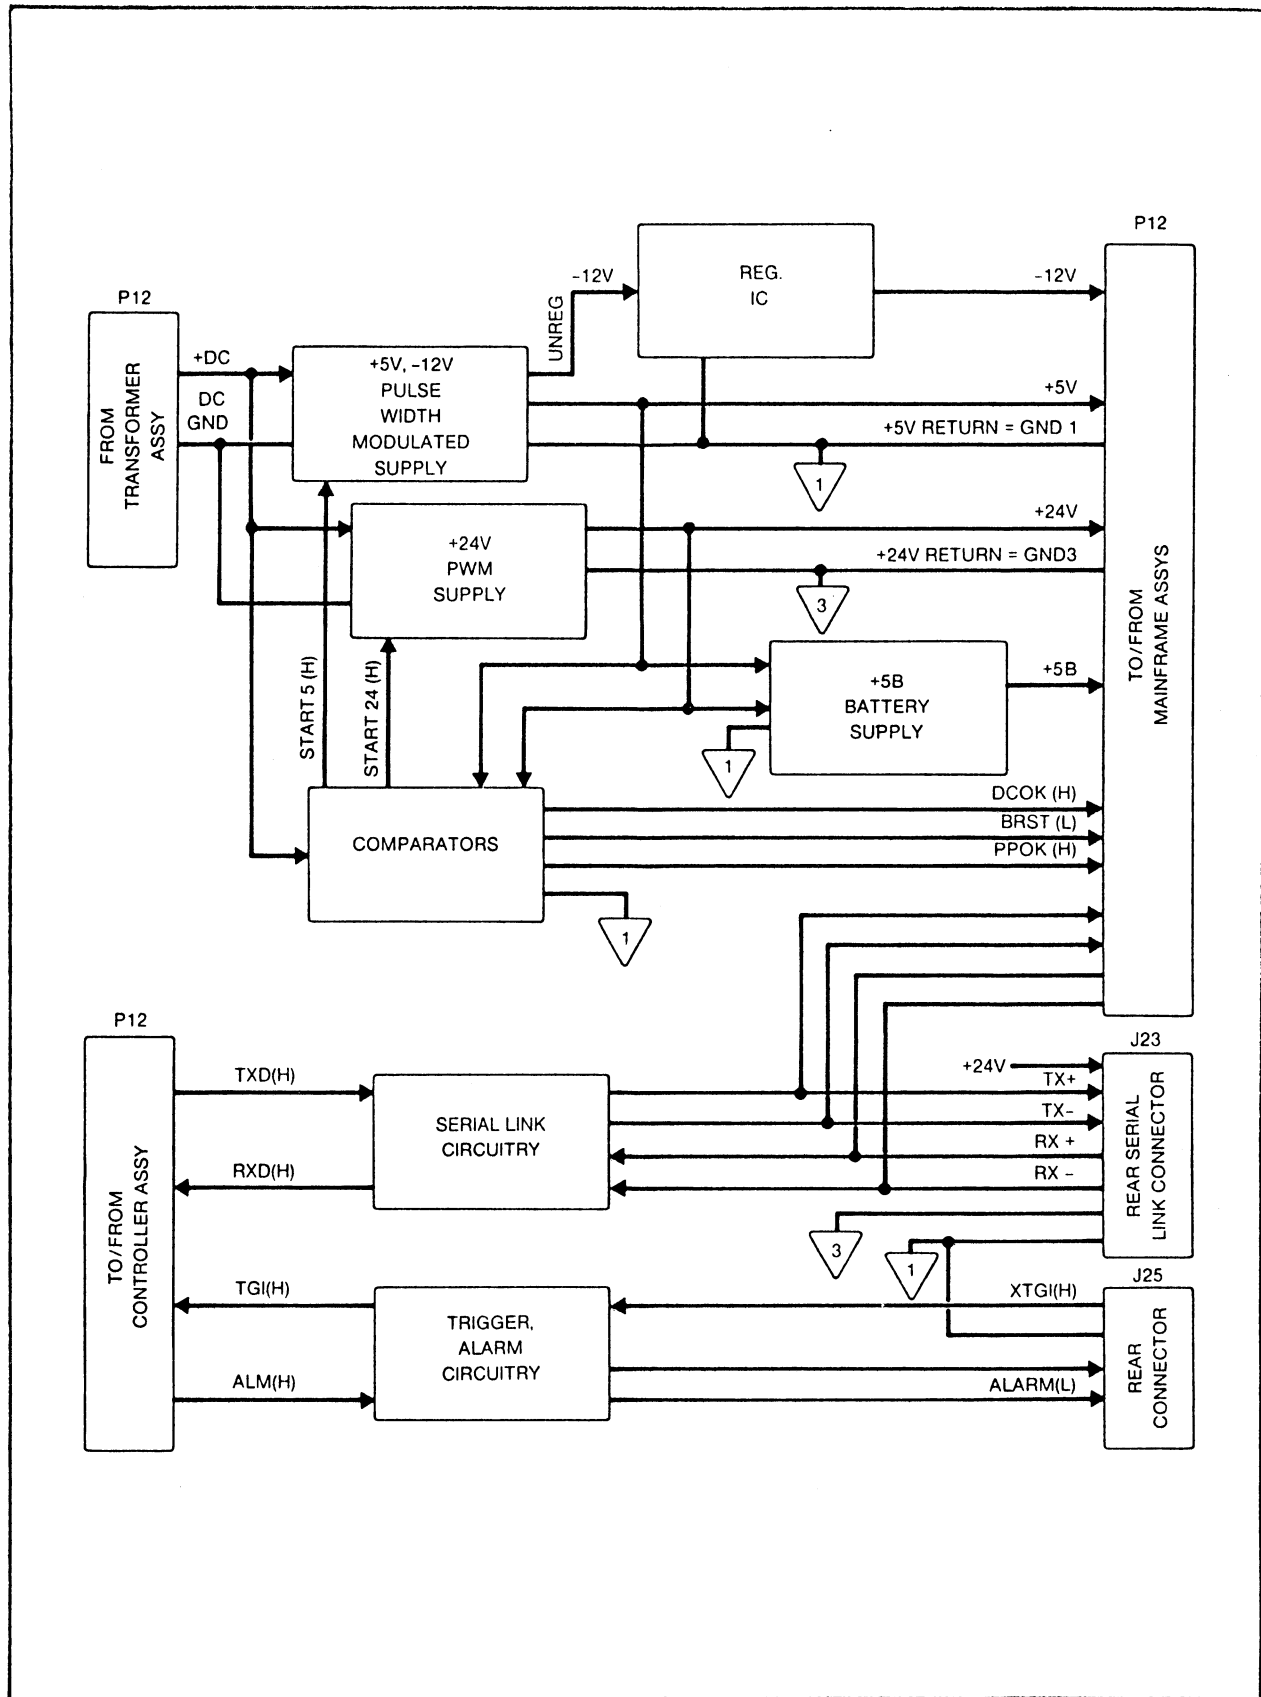 P12
FROM
TRANSFORMER
ASSY
+DC
DC
GND
+5V, -12V
PULSE
WIDTH
MODULATED
SUPPLY
UNREG
-12V
REG.
IC
-12V
P12
TO/FROM
MAINFRAME ASSYS
+5V
+5V RETURN = GND 1
1
+24V
PWM
SUPPLY
+24V
+24V RETURN = GND3
3
START 5 (H)
START 24 (H)
+5B
BATTERY
SUPPLY
+5B
1
COMPARATORS
DCOK (H)
BRST (L)
PPOK (H)
1
P12
TO/FROM
CONTROLLER ASSY
TXD(H)
RXD(H)
SERIAL LINK
CIRCUITRY
J23
REAR SERIAL
LINK CONNECTOR
+24V
TX+
TX-
RX +
RX -
3
1
TGI(H)
ALM(H)
TRIGGER,
ALARM
CIRCUITRY
J25
REAR
CONNECTOR
XTGI(H)
ALARM(L)